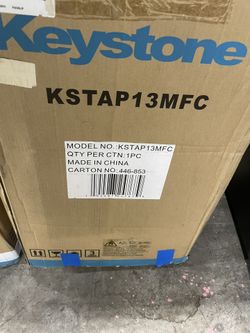 Keystone
KSTAP13MFC
MODEL NO.:KSTAP13MFC
QTY PER CTN:1PC
MADE IN CHINA
CARTON NO.:446-853